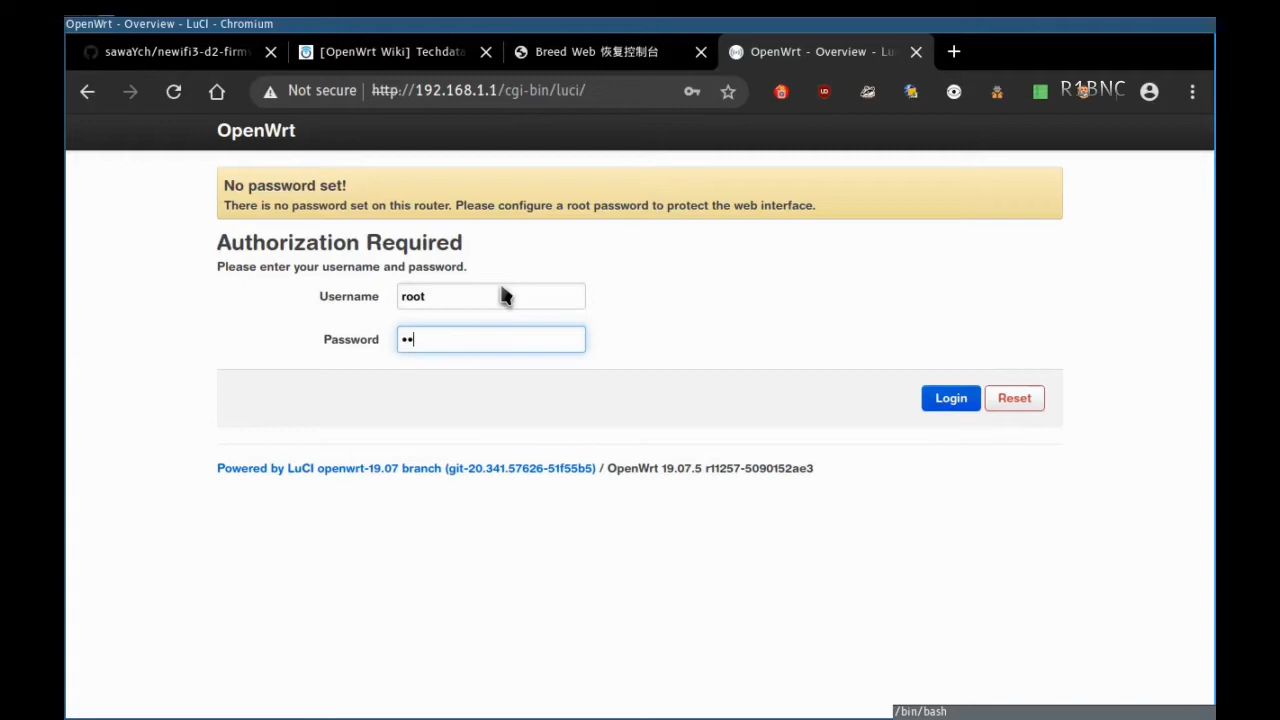 OpenWrt - Overview - LuCI - Chromium
sawaYch/newifi3-d2-firm
[OpenWrt Wiki] Techdata
Breed Web 恢复控制台
OpenWrt - Overview - Lu
Not secure
http://192.168.1.1/cgi-bin/luci/
R1BNC
OpenWrt
No password set!
There is no password set on this router. Please configure a root password to protect the web interface.
Authorization Required
Please enter your username and password.
Username root
Password ••
Login Reset
Powered by LuCI openwrt-19.07 branch (git-20.341.57626-51f55b5) / OpenWrt 19.07.5 r11257-5090152ae3
/bin/bash